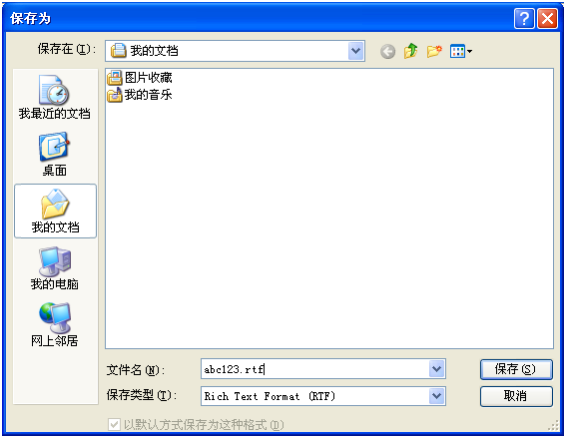 保存为
保存在(I):
我的文档
图片收藏
我的音乐
我最近的文档
桌面
我的文档
我的电脑
网上邻居
文件名(N):
abc123.rtf
保存(S)
保存类型(T):
Rich Text Format (RTF)
取消
以默认方式保存为这种格式(D)